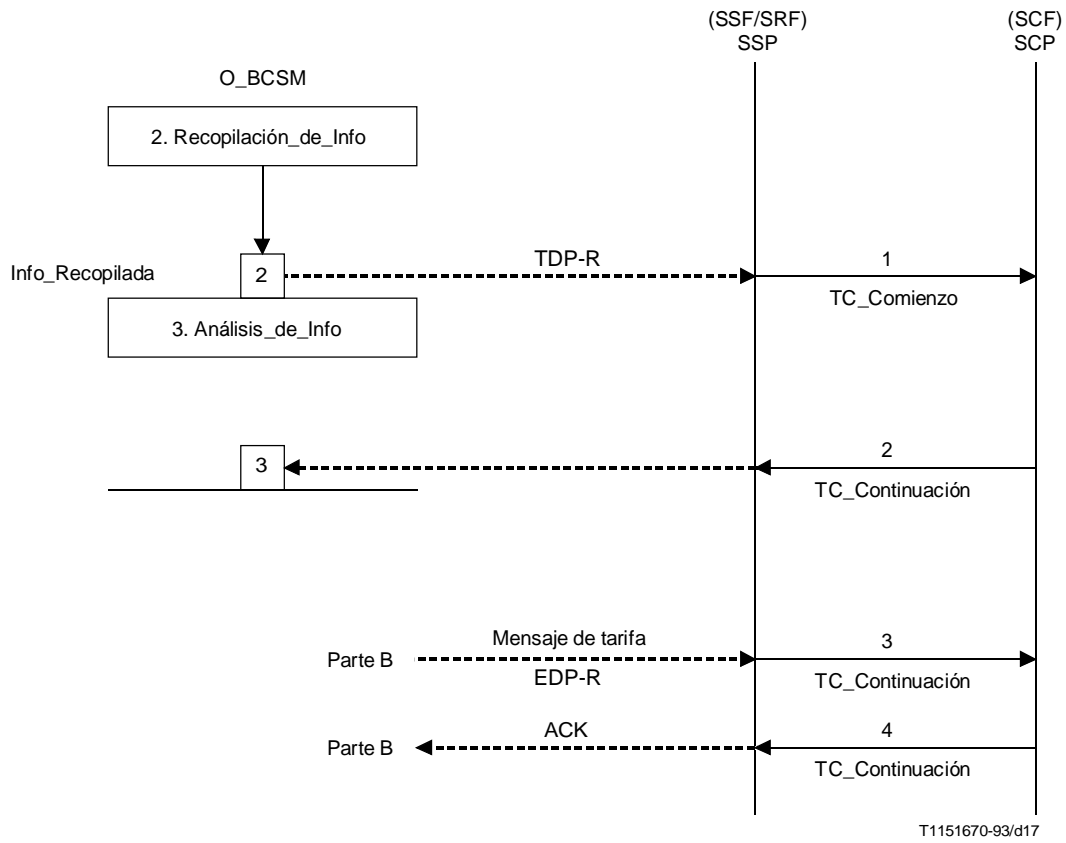 (SSF/SRF)
SSP
(SCF)
SCP
O_BCSM
2. Recopilación_de_Info
Info_Recopilada
2
TDP-R
1
TC_Comienzo
3. Análisis_de_Info
3
2
TC_Continuación
Parte B
Mensaje de tarifa
EDP-R
3
TC_Continuación
Parte B
ACK
4
TC_Continuación
T1151670-93/d17